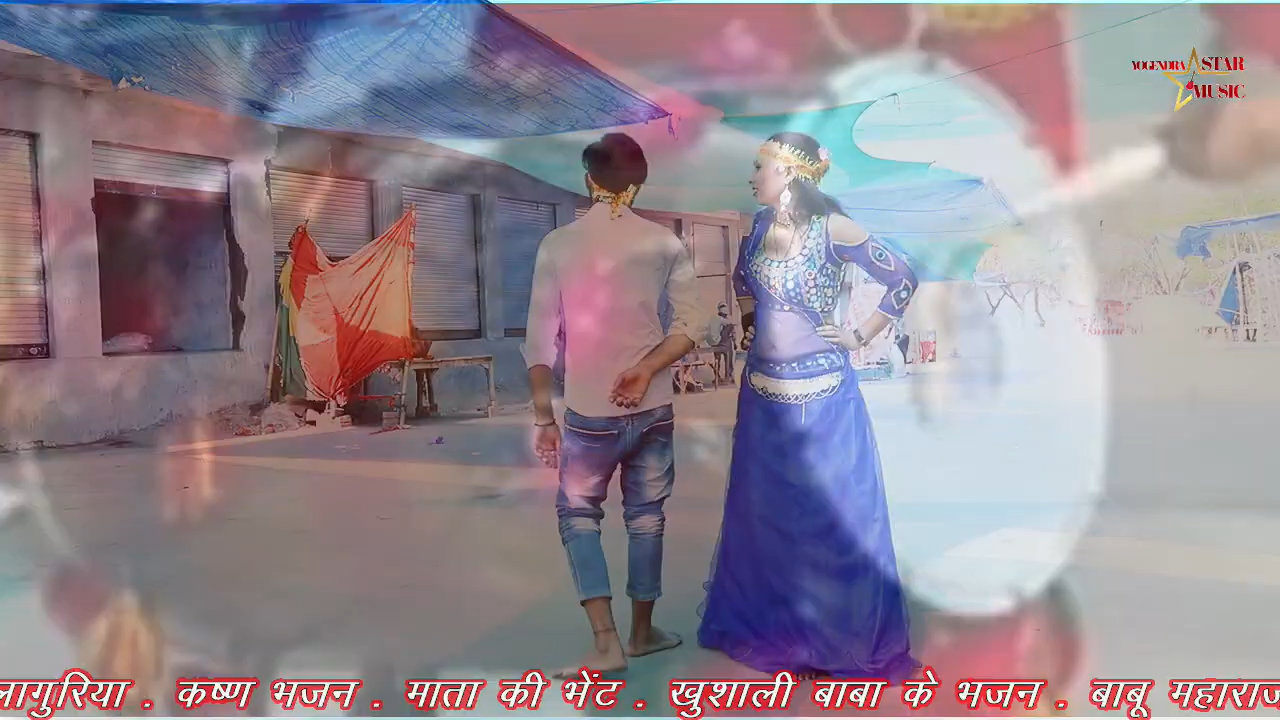 YOGENDRA STAR
MUSIC
लागुरिया . कष्ण भजन . माता की भेंट . खुशाली बाबा के भजन . बाबू महाराज